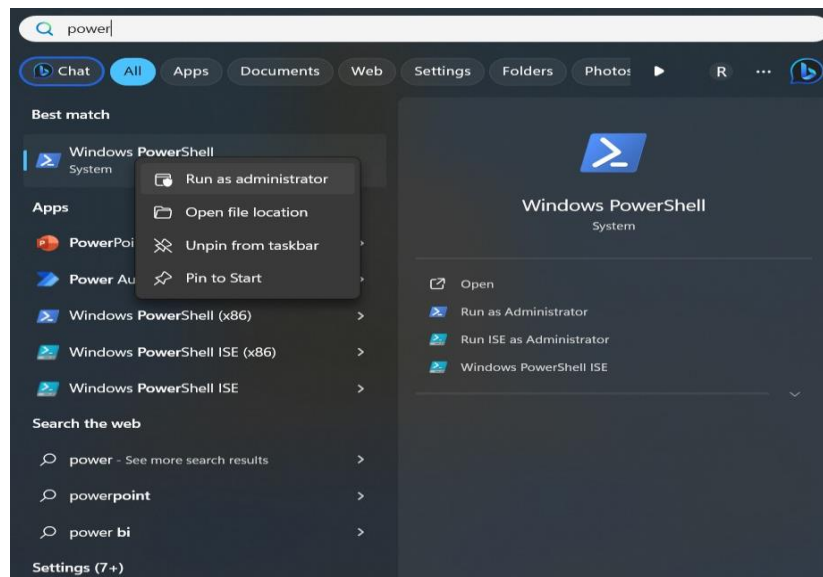 power
Chat All Apps Documents Web Settings Folders Photos R ...
Best match
Windows PowerShell
System
Run as administrator
Open file location
Unpin from taskbar
Pin to Start
Apps
PowerPoi
Power Au
Windows PowerShell (x86)
Windows PowerShell ISE (x86)
Windows PowerShell ISE
Search the web
power - See more search results
powerpoint
power bi
Settings (7+)
Windows PowerShell
System
Open
Run as Administrator
Run ISE as Administrator
Windows PowerShell ISE